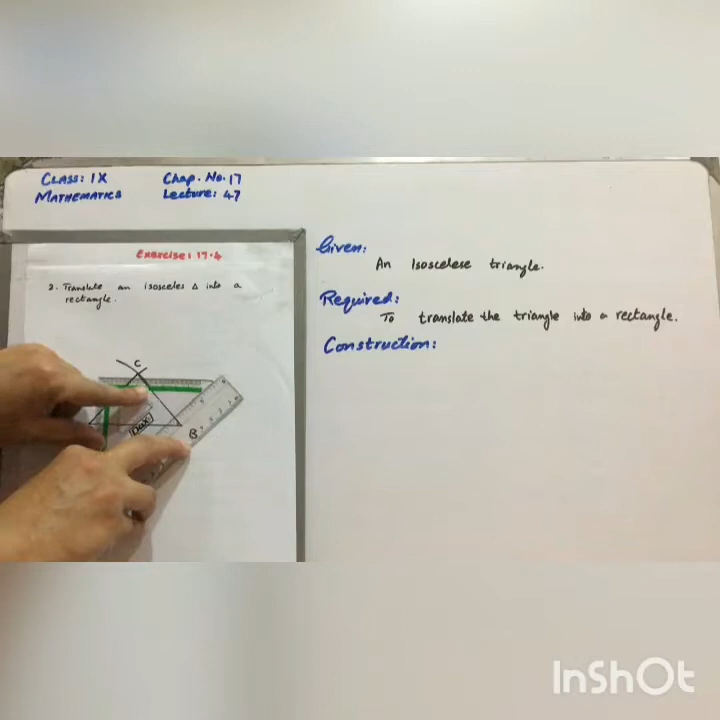 CLASS: IX
MATHEMATICS
Chap. No. 17
Lecture: 47
Exercise: 17.4
2. Translate an isosceles Δ into a
rectangle.
C
Dux
B
Given:
An Isoscelese triangle.
Required:
To translate the triangle into a rectangle.
Construction:
InShOt